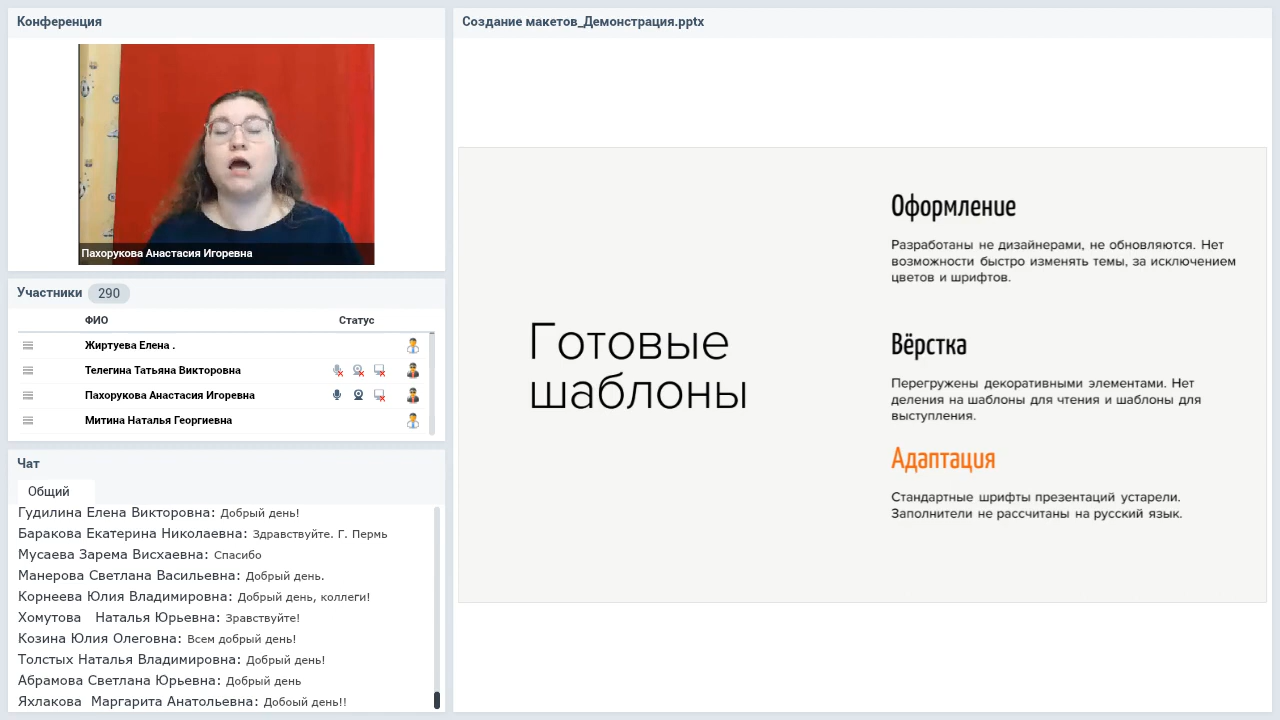 Конференция
Пахорукова Анастасия Игоревна
Участники 290
ФИО Статус
Жиртуева Елена .
Телегина Татьяна Викторовна
Пахорукова Анастасия Игоревна
Митина Наталья Георгиевна
Чат
Общий
Гудилина Елена Викторовна: Добрый день!
Баракова Екатерина Николаевна: Здравствуйте. Г. Пермь
Мусаева Зарема Висхаевна: Спасибо
Манерова Светлана Васильевна: Добрый день.
Корнеева Юлия Владимировна: Добрый день, коллеги!
Хомутова Наталья Юрьевна: Зравствуйте!
Козина Юлия Олеговна: Всем добрый день!
Толстых Наталья Владимировна: Добрый день!
Абрамова Светлана Юрьевна: Добрый день
Яхлакова Маргарита Анатольевна: Добоый день!!
Создание макетов_Демонстрация.pptx
Готовые
шаблоны
Оформление
Разработаны не дизайнерами, не обновляются. Нет
возможности быстро изменять темы, за исключением
цветов и шрифтов.
Вёрстка
Перегружены декоративными элементами. Нет
деления на шаблоны для чтения и шаблоны для
выступления.
Адаптация
Стандартные шрифты презентаций устарели.
Заполнители не рассчитаны на русский язык.